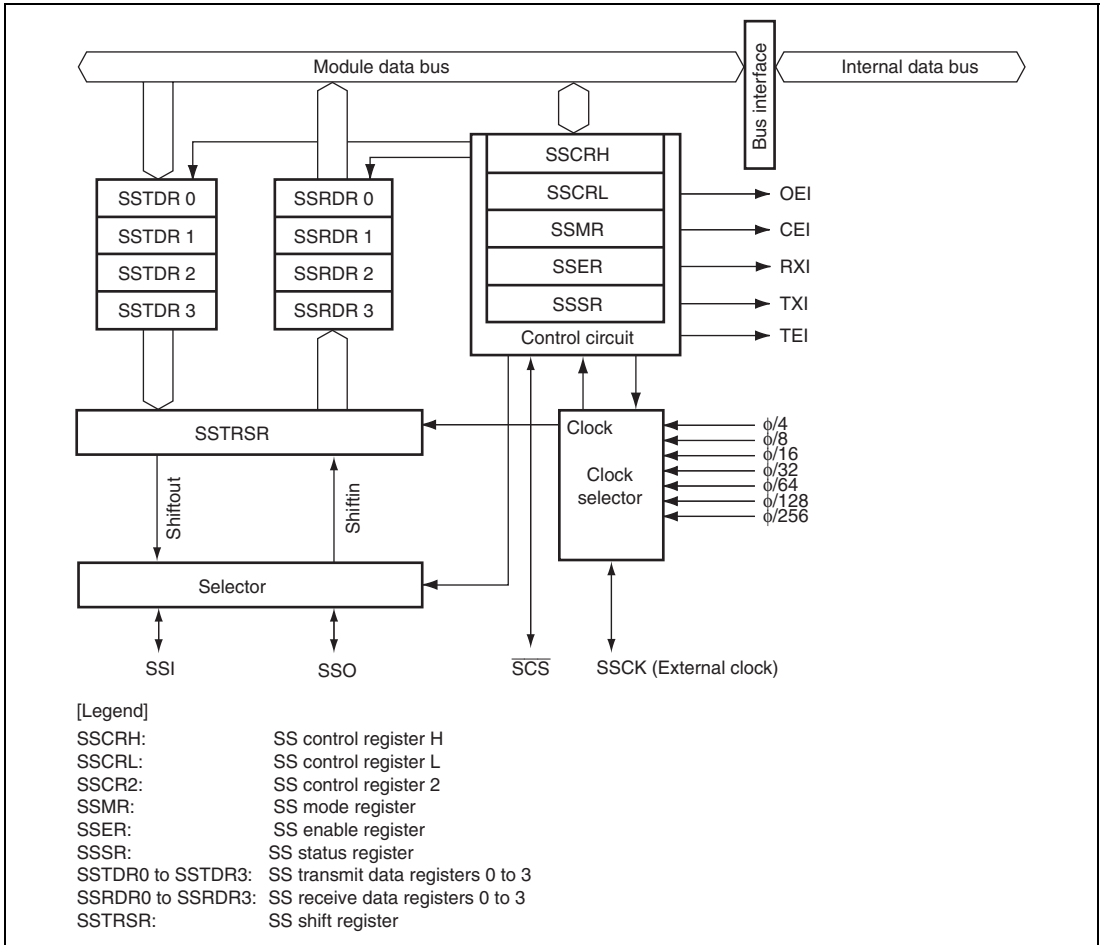 Module data bus
Bus interface
Internal data bus
SSCRH
SSCRL
SSMR
SSER
SSSR
Control circuit
OEI
CEI
RXI
TXI
TEI
SSTDR 0
SSTDR 1
SSTDR 2
SSTDR 3
SSRDR 0
SSRDR 1
SSRDR 2
SSRDR 3
SSTRSR
Clock
Clock
selector
ϕ/4
ϕ/8
ϕ/16
ϕ/32
ϕ/64
ϕ/128
ϕ/256
Shiftout
Shiftin
Selector
SSI
SSO
SCS
SSCK (External clock)
[Legend]
SSCRH: SS control register H
SSCRL: SS control register L
SSCR2: SS control register 2
SSMR: SS mode register
SSER: SS enable register
SSSR: SS status register
SSTDR0 to SSTDR3: SS transmit data registers 0 to 3
SSRDR0 to SSRDR3: SS receive data registers 0 to 3
SSTRSR: SS shift register